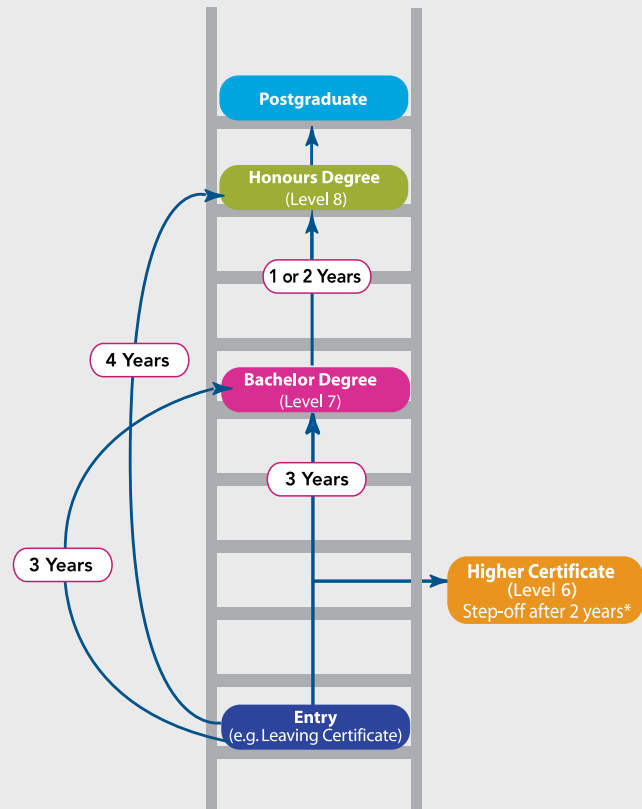 Postgraduate
Honours Degree
(Level 8)
1 or 2 Years
4 Years
Bachelor Degree
(Level 7)
3 Years
3 Years
Higher Certificate
(Level 6)
Step-off after 2 years*
Entry
(e.g. Leaving Certificate)